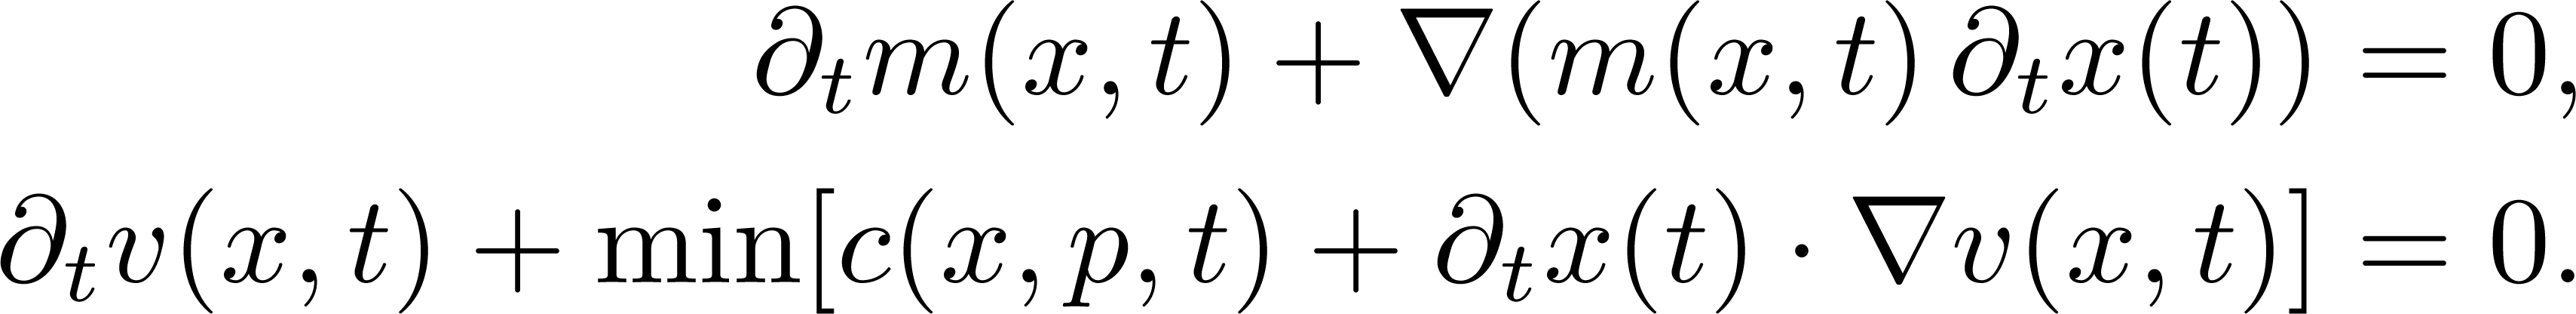 ∂ₜm(x, t) + ∇(m(x, t) ∂ₜx(t)) = 0,
∂ₜv(x, t) + min[c(x, p, t) + ∂ₜx(t) · ∇v(x, t)] = 0.